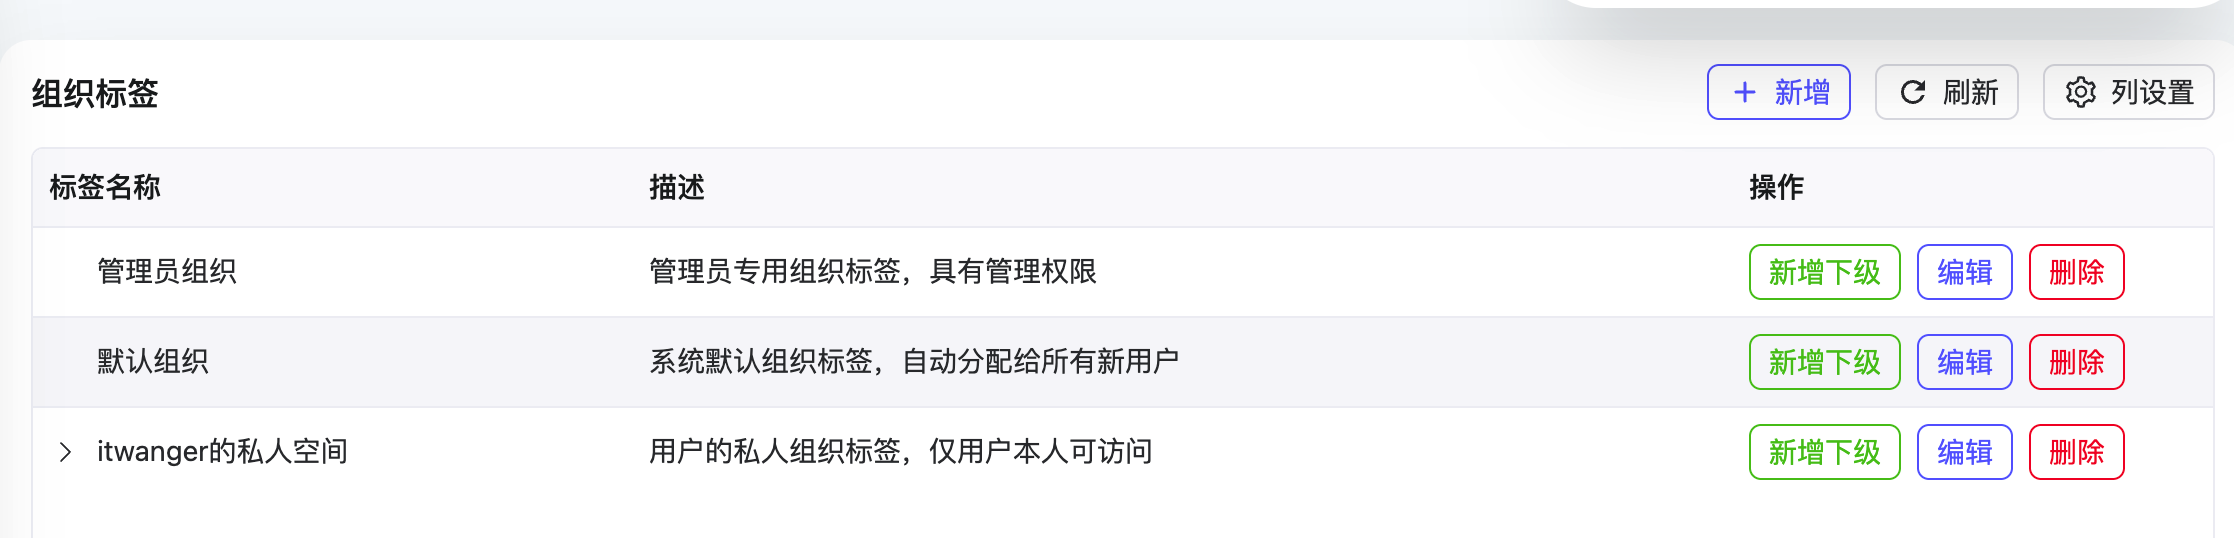 组织标签
新增 刷新 列设置
标签名称 描述 操作
管理员组织 管理员专用组织标签，具有管理权限 新增下级 编辑 删除
默认组织 系统默认组织标签，自动分配给所有新用户 新增下级 编辑 删除
itwanger的私人空间 用户的私人组织标签，仅用户本人可访问 新增下级 编辑 删除